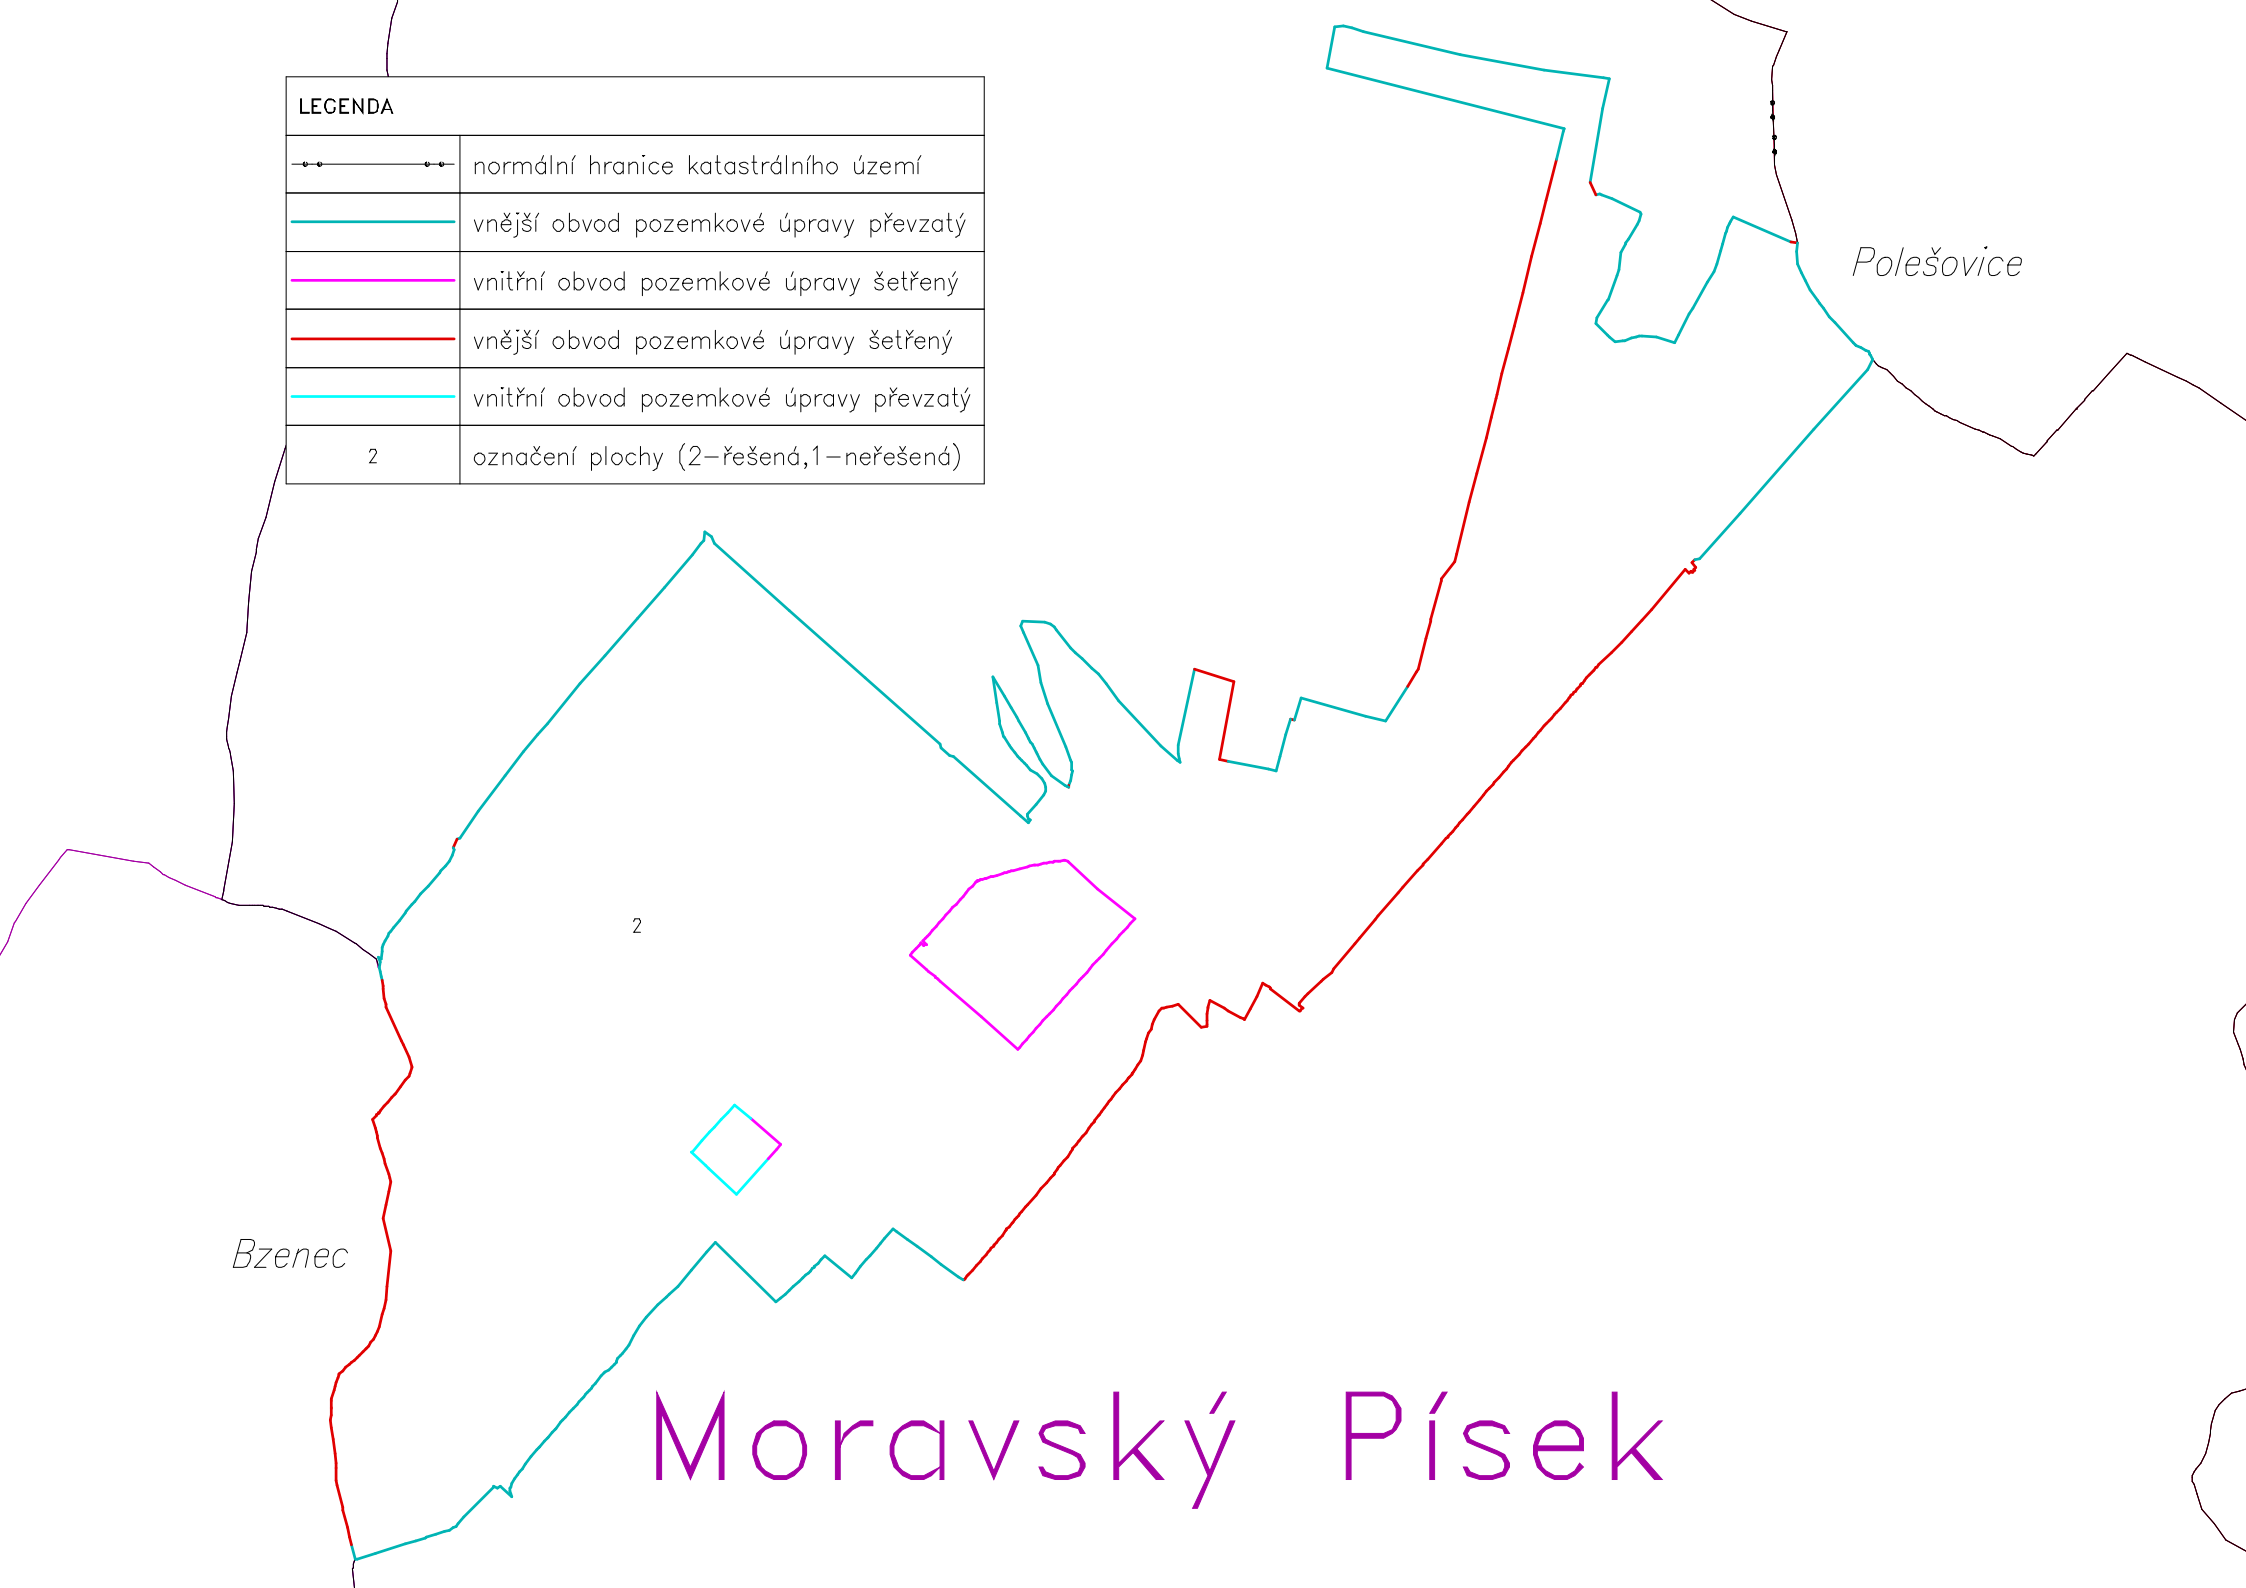 LEGENDA
normální hranice katastrálního území
vnější obvod pozemkové úpravy převzatý
vnitřní obvod pozemkové úpravy šetřený
vnější obvod pozemkové úpravy šetřený
vnitřní obvod pozemkové úpravy převzatý
2 označení plochy (2-řešená,1-neřešená)
Polešovice
2
Bzenec
Moravský Písek